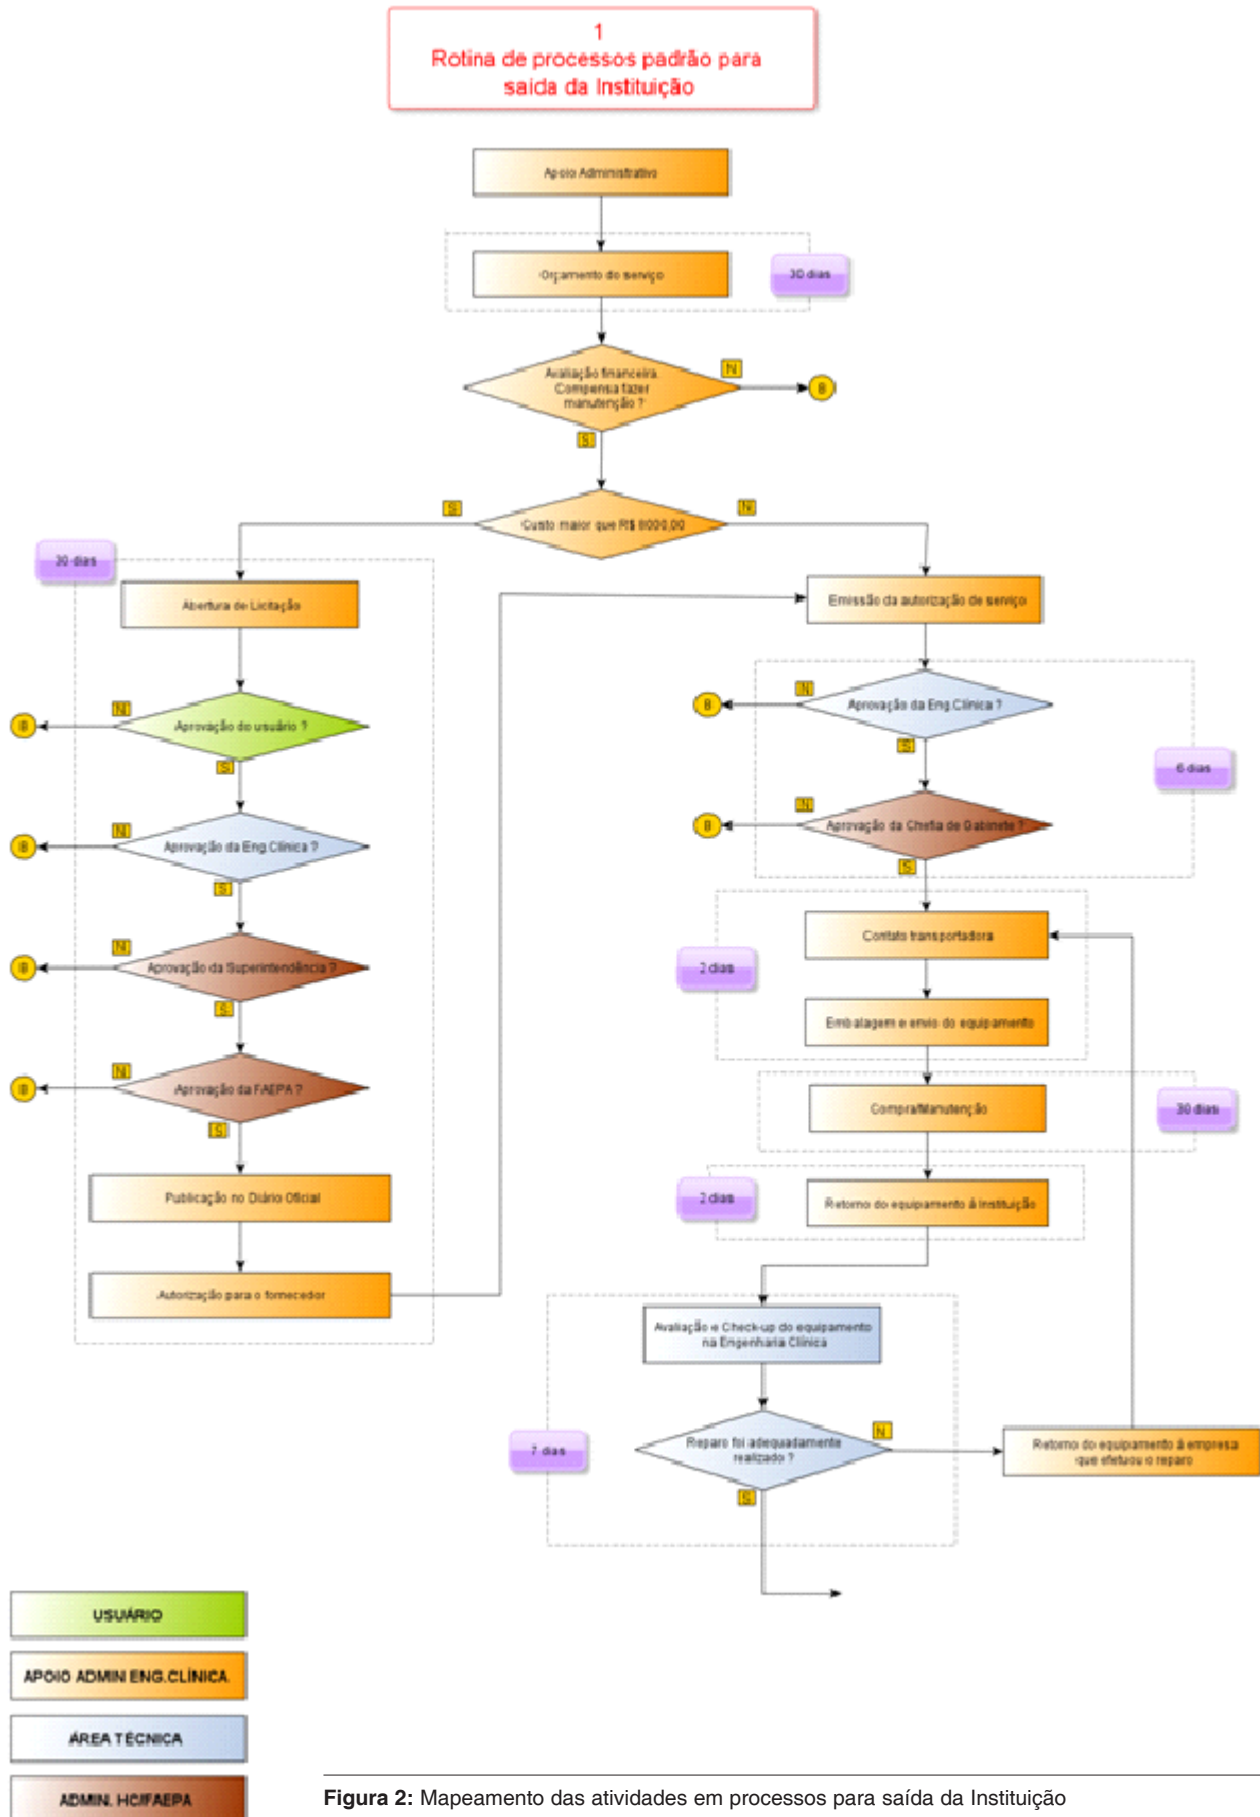 1
Rotina de processos padrão para
saída da Instituição
Apoio Administrativo
Orçamento do serviço
30 dias
Avaliação financeira.
Compensa fazer
manutenção ?
N
B
S
Custo maior que R$ 8000,00
S
N
30 dias
Abertura de Licitação
Emissão da autorização de serviço
Aprovação do usuário ?
N
B
S
Aprovação da Eng.Clínica ?
N
B
S
Aprovação da Superintendência ?
N
B
S
Aprovação da FAEPA ?
N
B
S
Publicação no Diário Oficial
Autorização para o fornecedor
Aprovação da Eng.Clínica ?
N
B
S
6 dias
Aprovação da Chefia de Gabinete ?
N
B
S
Contato transportadora
2 dias
Embalagem e envio do equipamento
Compra/Manutenção
30 dias
Retorno do equipamento à Instituição
2 dias
Avaliação e Check-up do equipamento
na Engenharia Clínica
7 dias
Reparo foi adequadamente
realizado ?
N
S
Retorno do equipamento à empresa
que efetuou o reparo
USUÁRIO
APOIO ADMIN ENG.CLÍNICA.
ÁREA TÉCNICA
ADMIN. HC/FAEPA
Figura 2: Mapeamento das atividades em processos para saída da Instituição